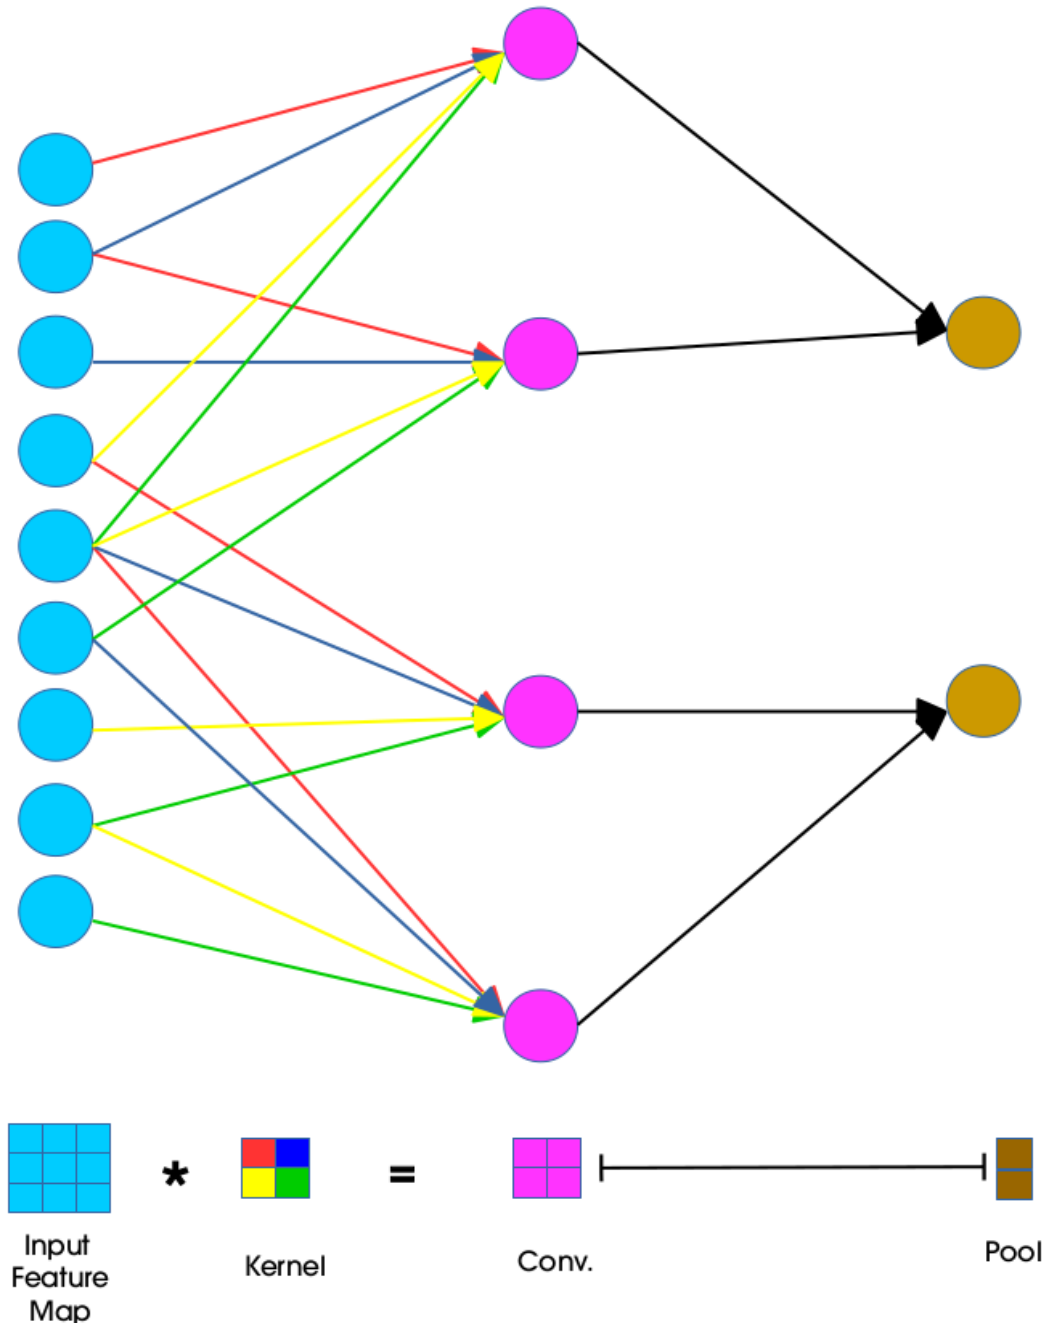 *
=
Input
Feature
Map
Kernel
Conv.
Pool